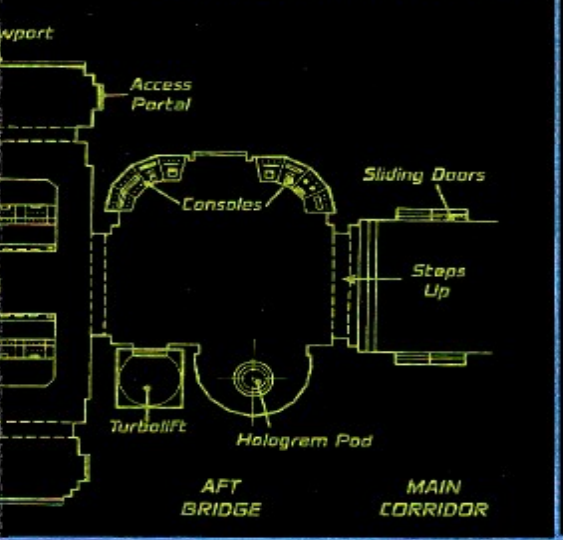 wport
Access
Portal
Sliding Doors
Consoles
Steps
Up
Turbolift
Hologram Pod
AFT
BRIDGE
MAIN
CORRIDOR